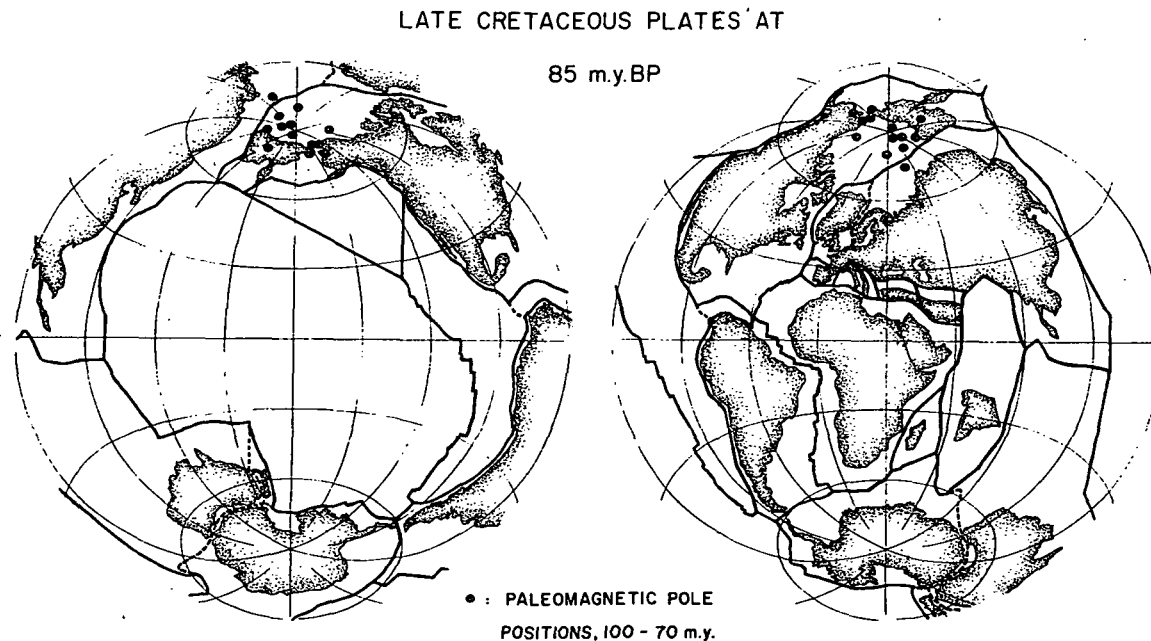 LATE CRETACEOUS PLATES AT
85 m.y.BP
• : PALEOMAGNETIC POLE
POSITIONS, 100 - 70 m.y.